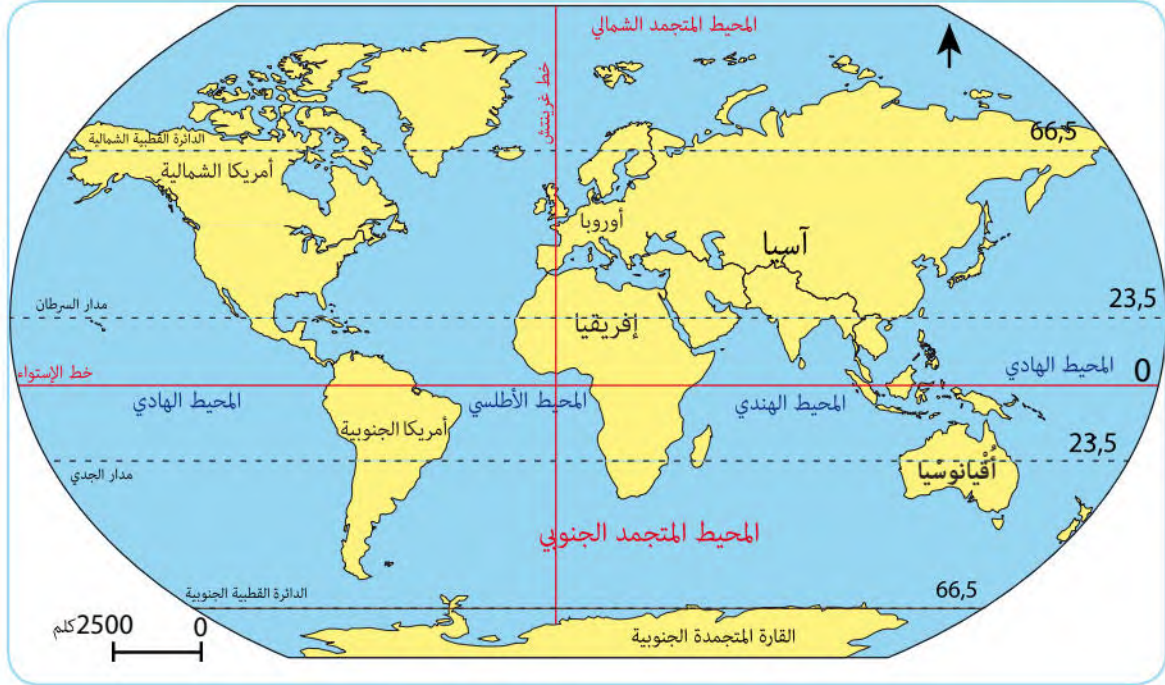 المحيط المتجمد الشمالي
خط غرينتش
66,5
الدائرة القطبية الشمالية
أمريكا الشمالية
أوروبا
آسيا
23,5
مدار السرطان
إفريقيا
المحيط الهادي
0
خط الإستواء
المحيط الهندي
المحيط الأطلسي
المحيط الهادي
أمريكا الجنوبية
23,5
أُقْيانوسْيا
مدار الجدي
المحيط المتجمد الجنوبي
66,5
الدائرة القطبية الجنوبية
القارة المتجمدة الجنوبية
0 2500 كلم